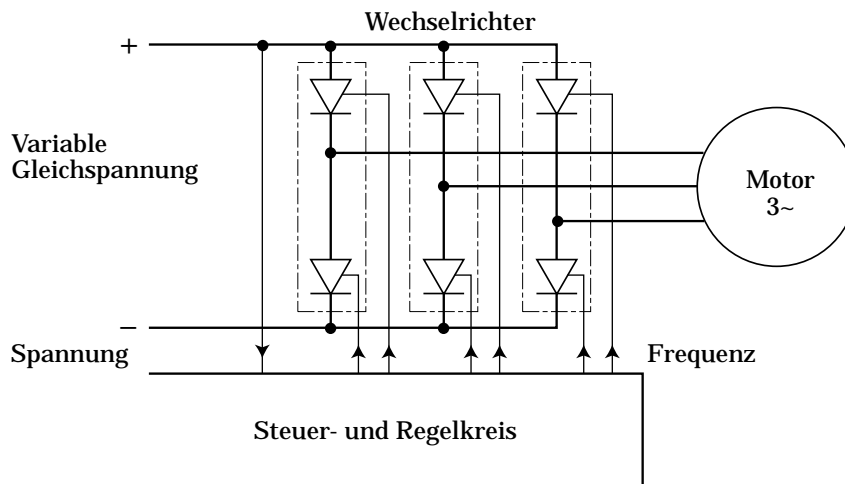 Wechselrichter
+
Variable
Gleichspannung
Motor
3~
–
Spannung
Frequenz
Steuer- und Regelkreis